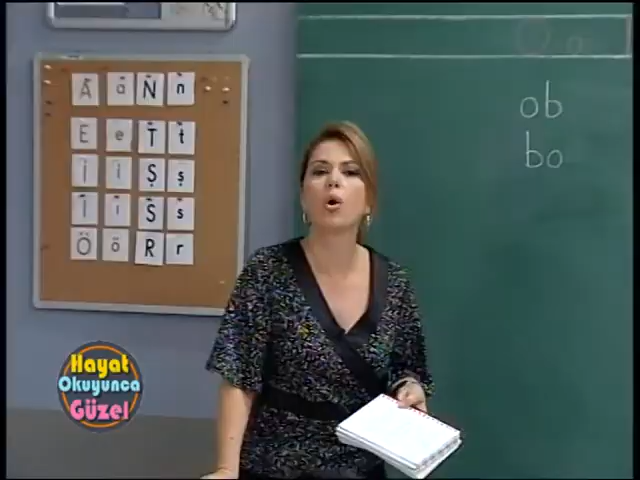 A a N n
E e T t
İ i Ş ş
I ı S s
Ö ö R r
O o
ob
bo
Hayat
Okuyunca
Güzel